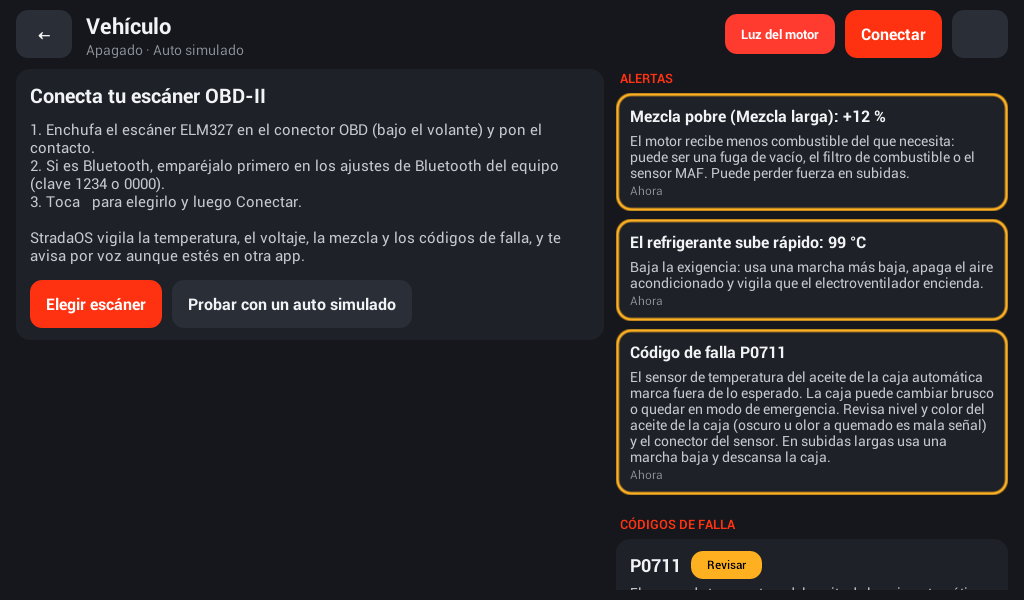 ←
Vehículo
Apagado · Auto simulado
Luz del motor
Conectar
Conecta tu escáner OBD-II
1. Enchufa el escáner ELM327 en el conector OBD (bajo el volante) y pon el
contacto.
2. Si es Bluetooth, emparéjalo primero en los ajustes de Bluetooth del equipo
(clave 1234 o 0000).
3. Toca   para elegirlo y luego Conectar.
StradaOS vigila la temperatura, el voltaje, la mezcla y los códigos de falla, y te
avisa por voz aunque estés en otra app.
Elegir escáner
Probar con un auto simulado
ALERTAS
Mezcla pobre (Mezcla larga): +12 %
El motor recibe menos combustible del que necesita:
puede ser una fuga de vacío, el filtro de combustible o el
sensor MAF. Puede perder fuerza en subidas.
Ahora
El refrigerante sube rápido: 99 °C
Baja la exigencia: usa una marcha más baja, apaga el aire
acondicionado y vigila que el electroventilador encienda.
Ahora
Código de falla P0711
El sensor de temperatura del aceite de la caja automática
marca fuera de lo esperado. La caja puede cambiar brusco
o quedar en modo de emergencia. Revisa nivel y color del
aceite de la caja (oscuro u olor a quemado es mala señal)
y el conector del sensor. En subidas largas usa una
marcha baja y descansa la caja.
Ahora
CÓDIGOS DE FALLA
P0711
Revisar